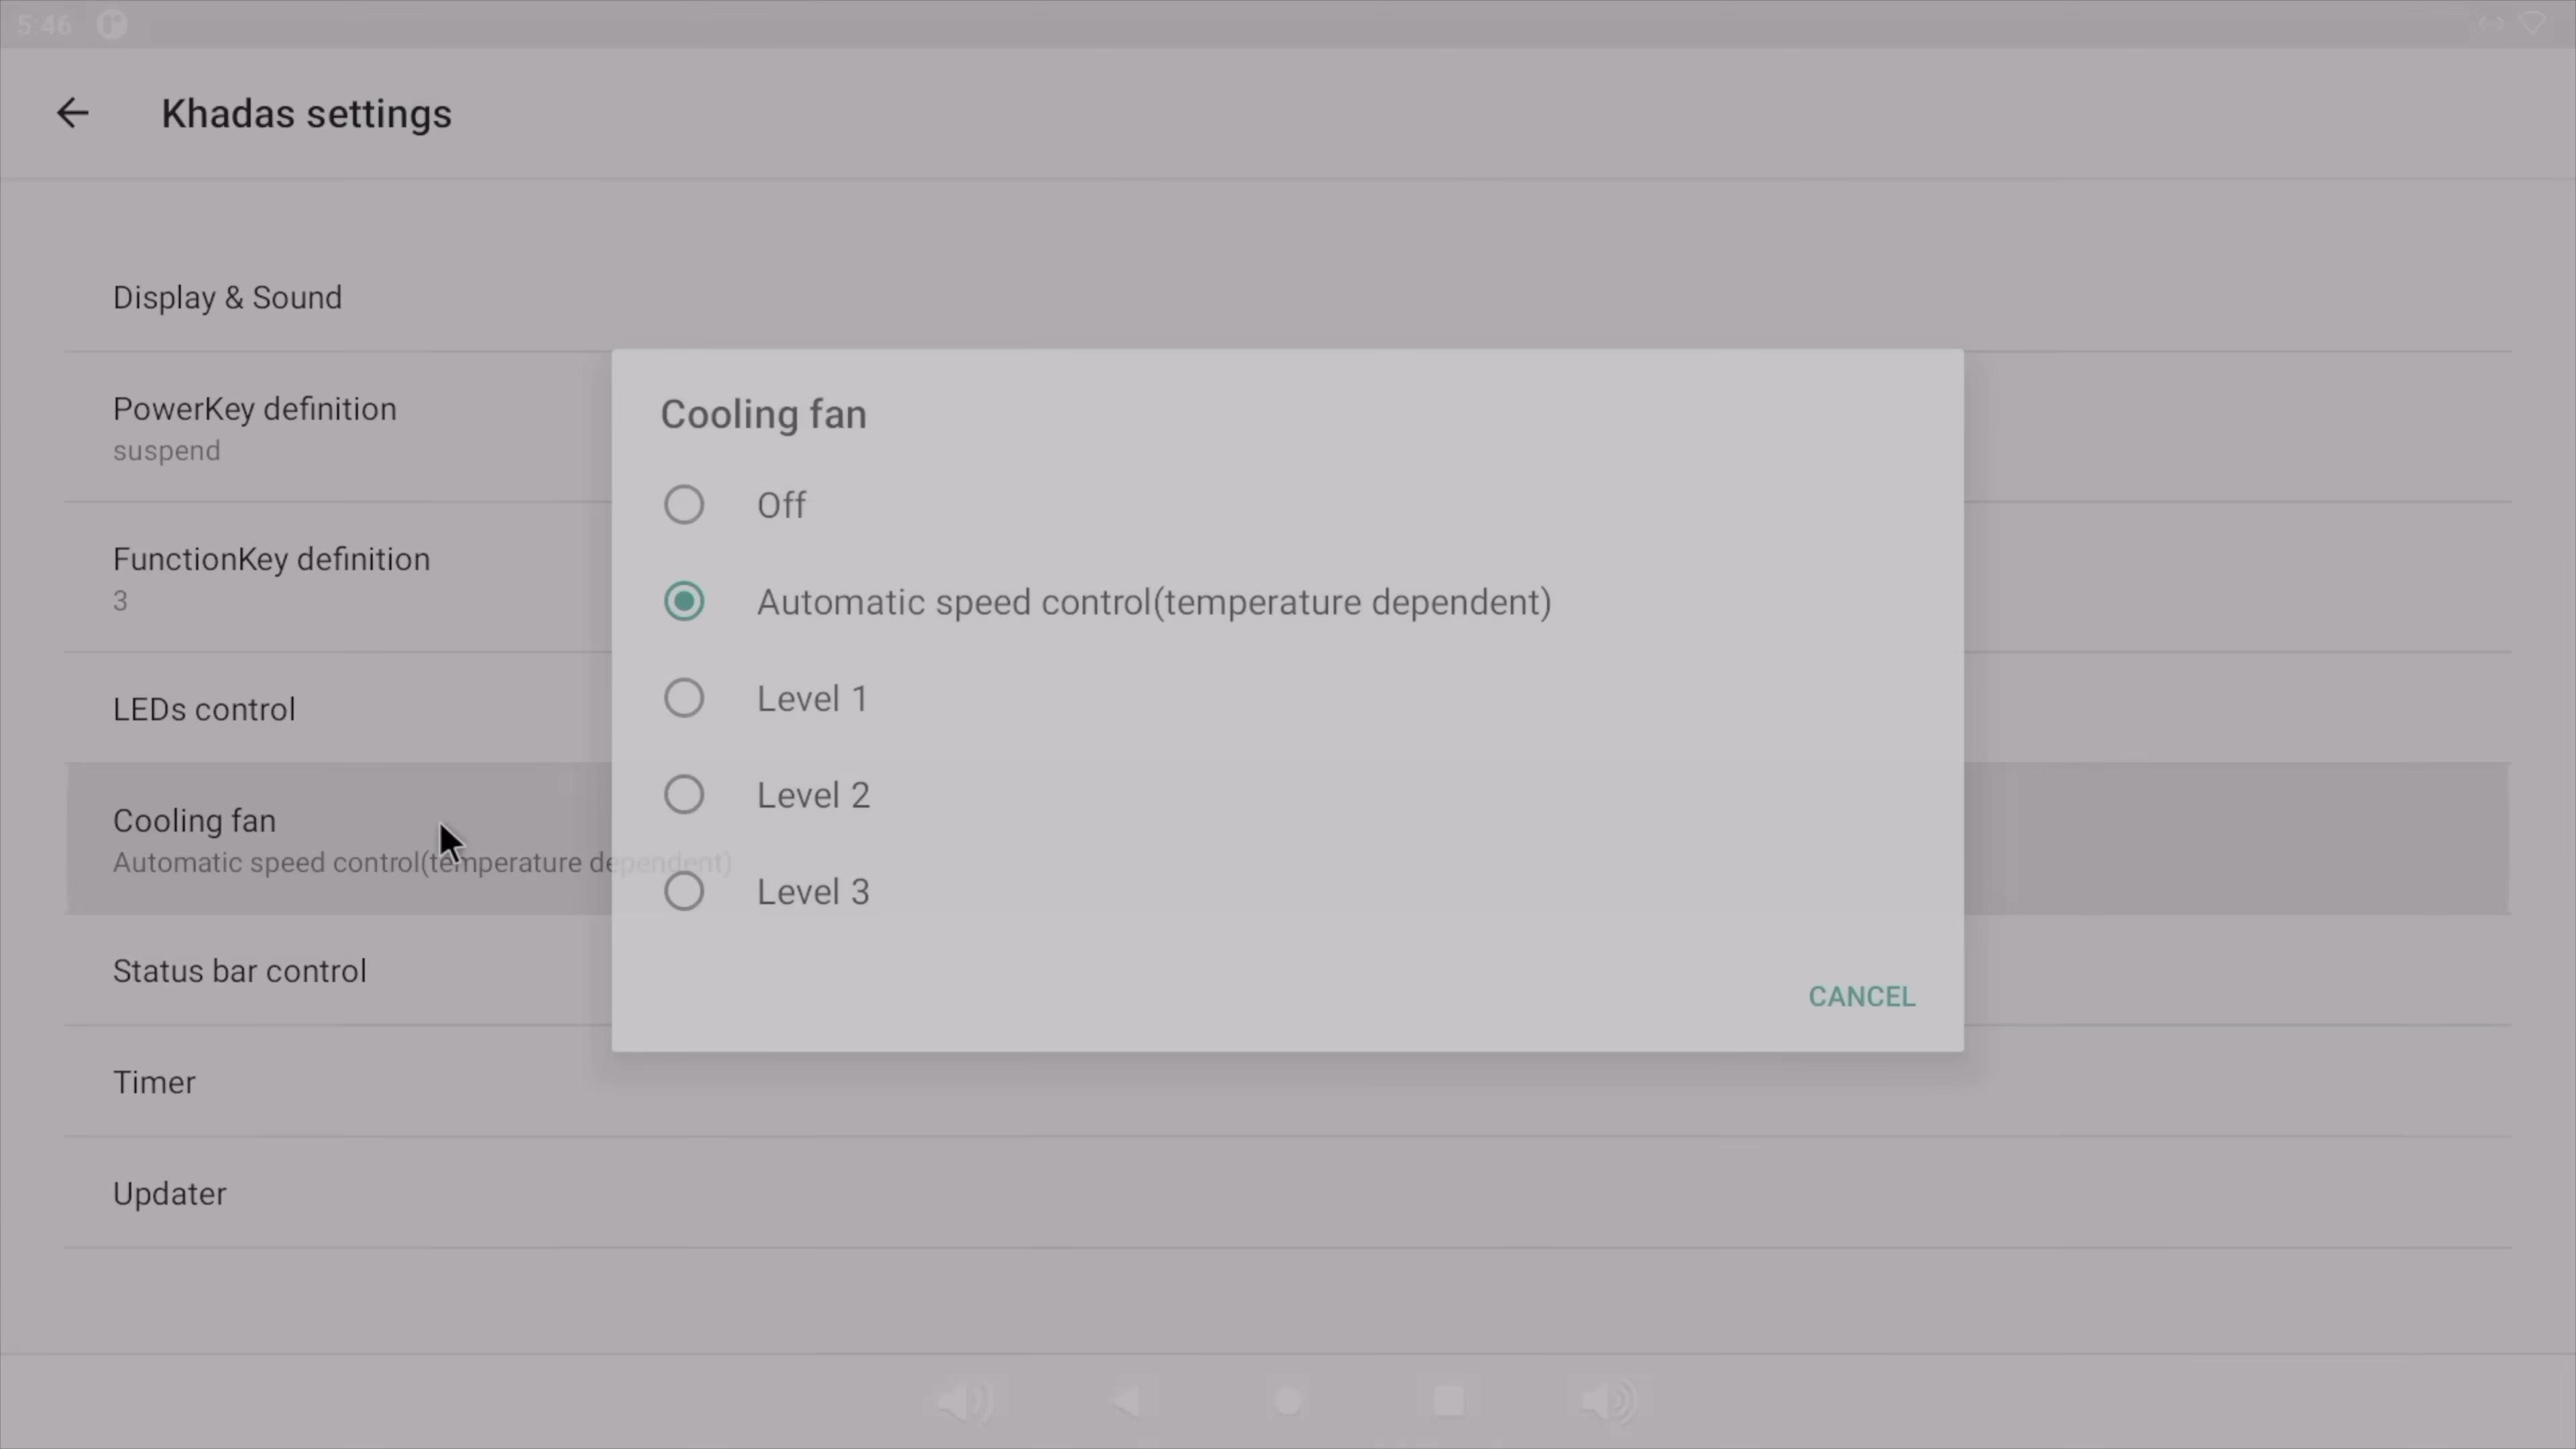 5:46
Khadas settings
Display & Sound
PowerKey definition
suspend
FunctionKey definition
3
LEDs control
Cooling fan
Automatic speed control(temperature dependent)
Status bar control
Timer
Updater
Cooling fan
Off
Automatic speed control(temperature dependent)
Level 1
Level 2
Level 3
CANCEL